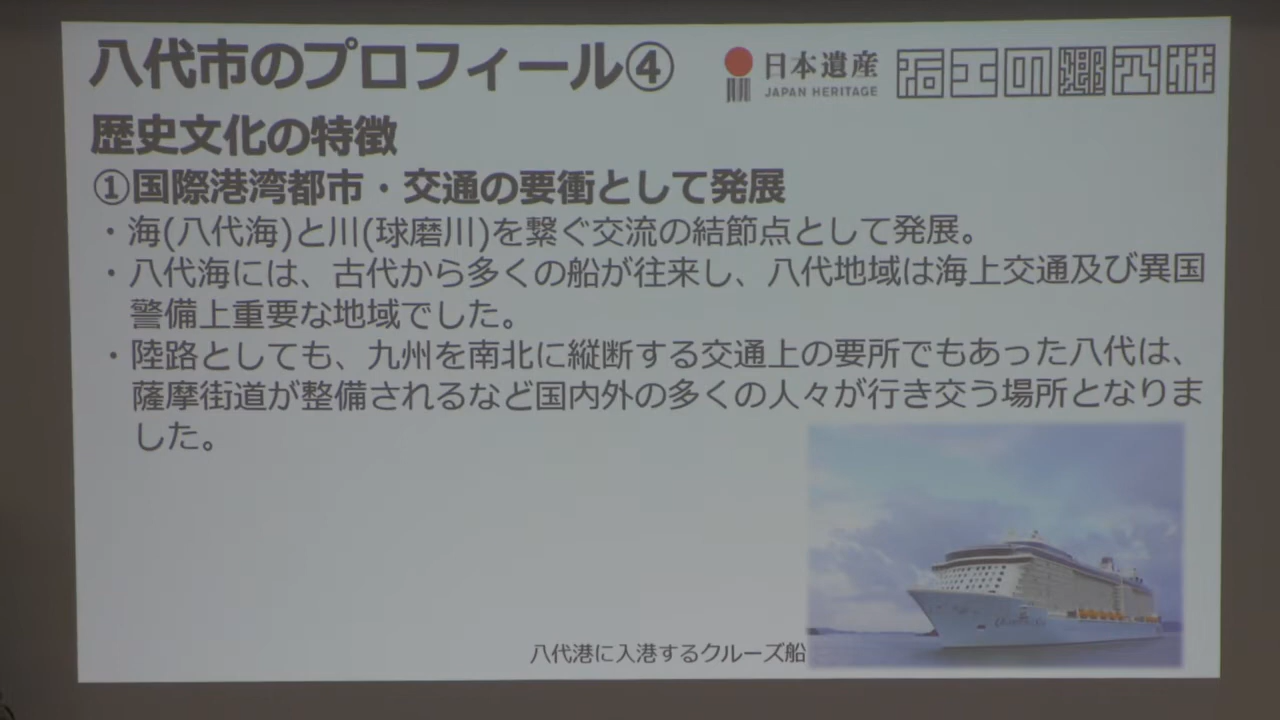 八代市のプロフィール④
日本遺産
JAPAN HERITAGE
石工の郷八代
歴史文化の特徴
①国際港湾都市・交通の要衝として発展
・海(八代海)と川(球磨川)を繋ぐ交流の結節点として発展。
・八代海には、古代から多くの船が往来し、八代地域は海上交通及び異国
警備上重要な地域でした。
・陸路としても、九州を南北に縦断する交通上の要所でもあった八代は、
薩摩街道が整備されるなど国内外の多くの人々が行き交う場所となりま
した。
八代港に入港するクルーズ船